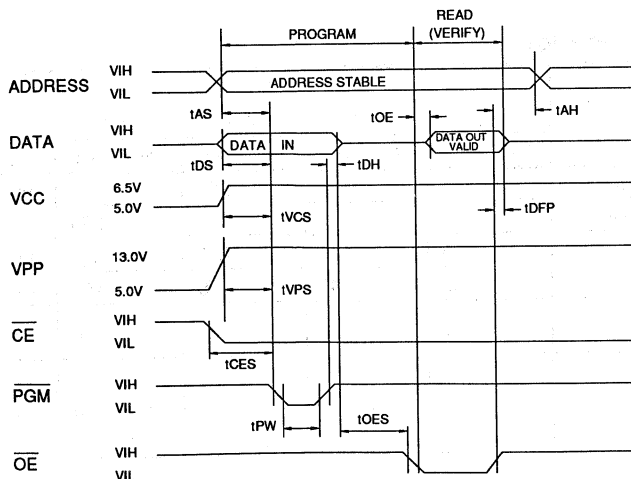 READ
PROGRAM (VERIFY)
ADDRESS VIH
VIL ADDRESS STABLE
tAS tOE tAH
DATA VIH
VIL DATA IN DATA OUT
VALID
tDS tDH
VCC 6.5V
5.0V
tVCS tDFP
VPP 13.0V
5.0V
tVPS
CE VIH
VIL
tCES
PGM VIH
VIL
tPW tOES
OE VIH
VIL